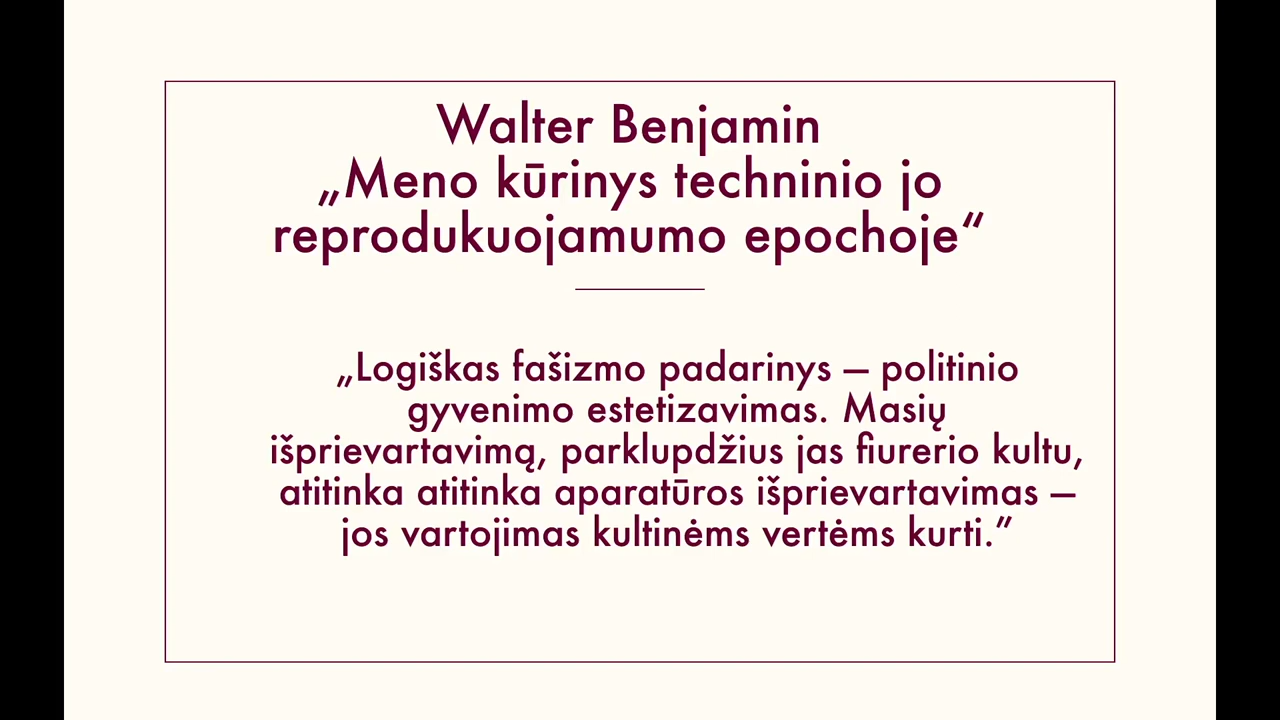 Walter Benjamin
„Meno kūrinys techninio jo
reprodukuojamumo epochoje“
„Logiškas fašizmo padarinys — politinio
gyvenimo estetizavimas. Masių
išprievartavimą, parklupdžius jas fiurerio kultu,
atitinka atitinka aparatūros išprievartavimas —
jos vartojimas kultinėms vertėms kurti.”